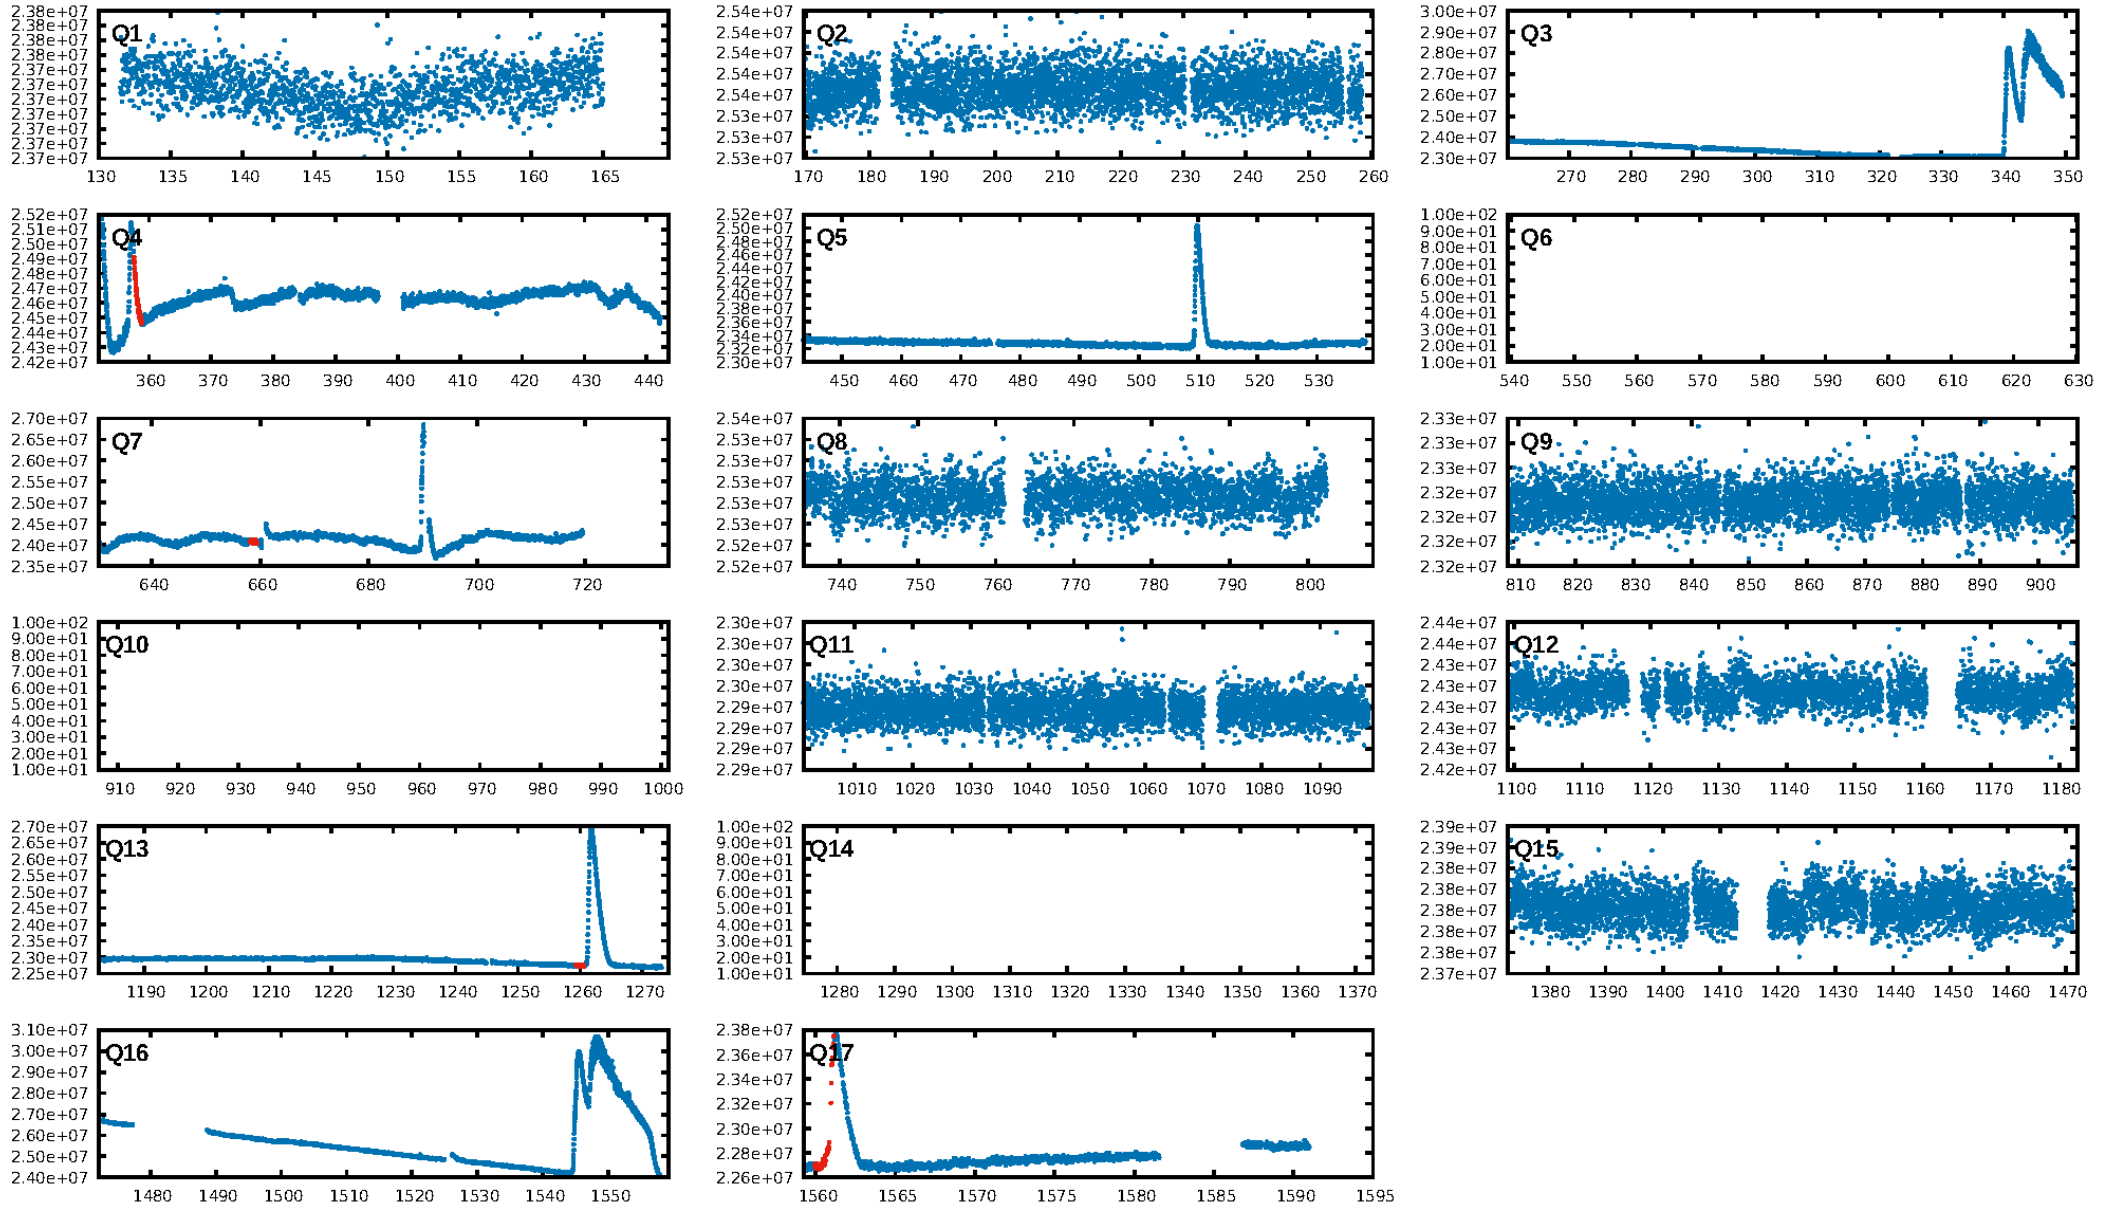 Q1
2.38e+07
2.38e+07
2.38e+07
2.38e+07
2.37e+07
2.37e+07
2.37e+07
2.37e+07
2.37e+07
2.37e+07
2.37e+07
130 135 140 145 150 155 160 165
Q2
2.54e+07
2.54e+07
2.54e+07
2.54e+07
2.54e+07
2.53e+07
2.53e+07
2.53e+07
170 180 190 200 210 220 230 240 250 260
Q3
3.00e+07
2.90e+07
2.80e+07
2.70e+07
2.60e+07
2.50e+07
2.40e+07
2.30e+07
270 280 290 300 310 320 330 340 350
Q4
2.52e+07
2.51e+07
2.50e+07
2.49e+07
2.48e+07
2.47e+07
2.46e+07
2.45e+07
2.44e+07
2.43e+07
2.42e+07
360 370 380 390 400 410 420 430 440
Q5
2.52e+07
2.50e+07
2.48e+07
2.46e+07
2.44e+07
2.42e+07
2.40e+07
2.38e+07
2.36e+07
2.34e+07
2.32e+07
2.30e+07
450 460 470 480 490 500 510 520 530
Q6
1.00e+02
9.00e+01
8.00e+01
7.00e+01
6.00e+01
5.00e+01
4.00e+01
3.00e+01
2.00e+01
1.00e+01
540 550 560 570 580 590 600 610 620 630
Q7
2.70e+07
2.65e+07
2.60e+07
2.55e+07
2.50e+07
2.45e+07
2.40e+07
2.35e+07
640 660 680 700 720
Q8
2.54e+07
2.53e+07
2.53e+07
2.53e+07
2.53e+07
2.53e+07
2.52e+07
2.52e+07
740 750 760 770 780 790 800
Q9
2.33e+07
2.33e+07
2.33e+07
2.32e+07
2.32e+07
2.32e+07
2.32e+07
810 820 830 840 850 860 870 880 890 900
Q10
1.00e+02
9.00e+01
8.00e+01
7.00e+01
6.00e+01
5.00e+01
4.00e+01
3.00e+01
2.00e+01
1.00e+01
910 920 930 940 950 960 970 980 990 1000
Q11
2.30e+07
2.30e+07
2.30e+07
2.30e+07
2.29e+07
2.29e+07
2.29e+07
2.29e+07
1010 1020 1030 1040 1050 1060 1070 1080 1090
Q12
2.44e+07
2.44e+07
2.43e+07
2.43e+07
2.43e+07
2.43e+07
2.43e+07
2.42e+07
1100 1110 1120 1130 1140 1150 1160 1170 1180
Q13
2.70e+07
2.65e+07
2.60e+07
2.55e+07
2.50e+07
2.45e+07
2.40e+07
2.35e+07
2.30e+07
2.25e+07
1190 1200 1210 1220 1230 1240 1250 1260 1270
Q14
1.00e+02
9.00e+01
8.00e+01
7.00e+01
6.00e+01
5.00e+01
4.00e+01
3.00e+01
2.00e+01
1.00e+01
1280 1290 1300 1310 1320 1330 1340 1350 1360 1370
Q15
2.39e+07
2.39e+07
2.38e+07
2.38e+07
2.38e+07
2.38e+07
2.38e+07
2.37e+07
1380 1390 1400 1410 1420 1430 1440 1450 1460 1470
Q16
3.10e+07
3.00e+07
2.90e+07
2.80e+07
2.70e+07
2.60e+07
2.50e+07
2.40e+07
1480 1490 1500 1510 1520 1530 1540 1550
Q17
2.38e+07
2.36e+07
2.34e+07
2.32e+07
2.30e+07
2.28e+07
2.26e+07
1560 1565 1570 1575 1580 1585 1590 1595